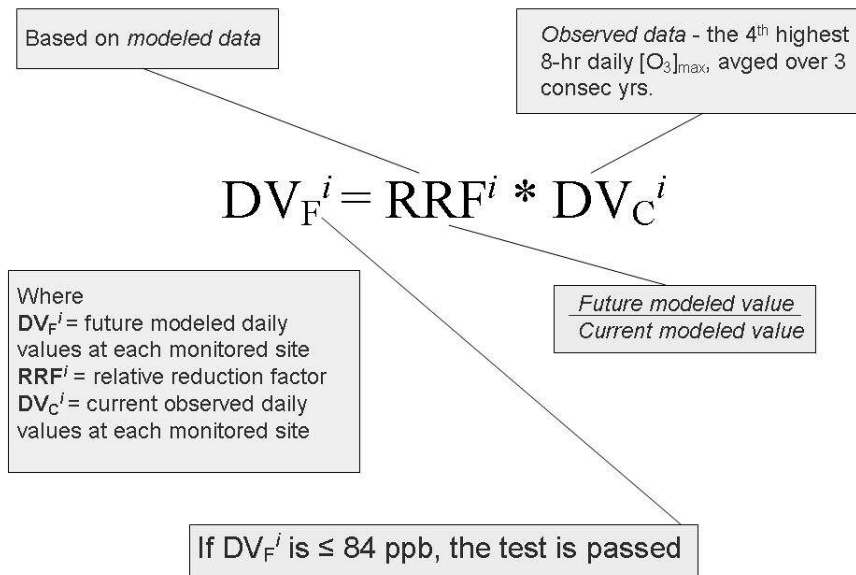 Based on modeled data
Observed data - the 4th highest
8-hr daily [O3]max, avged over 3
consec yrs.
DVFi = RRFi * DVCi
Where
DVFi = future modeled daily
values at each monitored site
RRFi = relative reduction factor
DVCi = current observed daily
values at each monitored site
Future modeled value
Current modeled value
If DVFi is ≤ 84 ppb, the test is passed